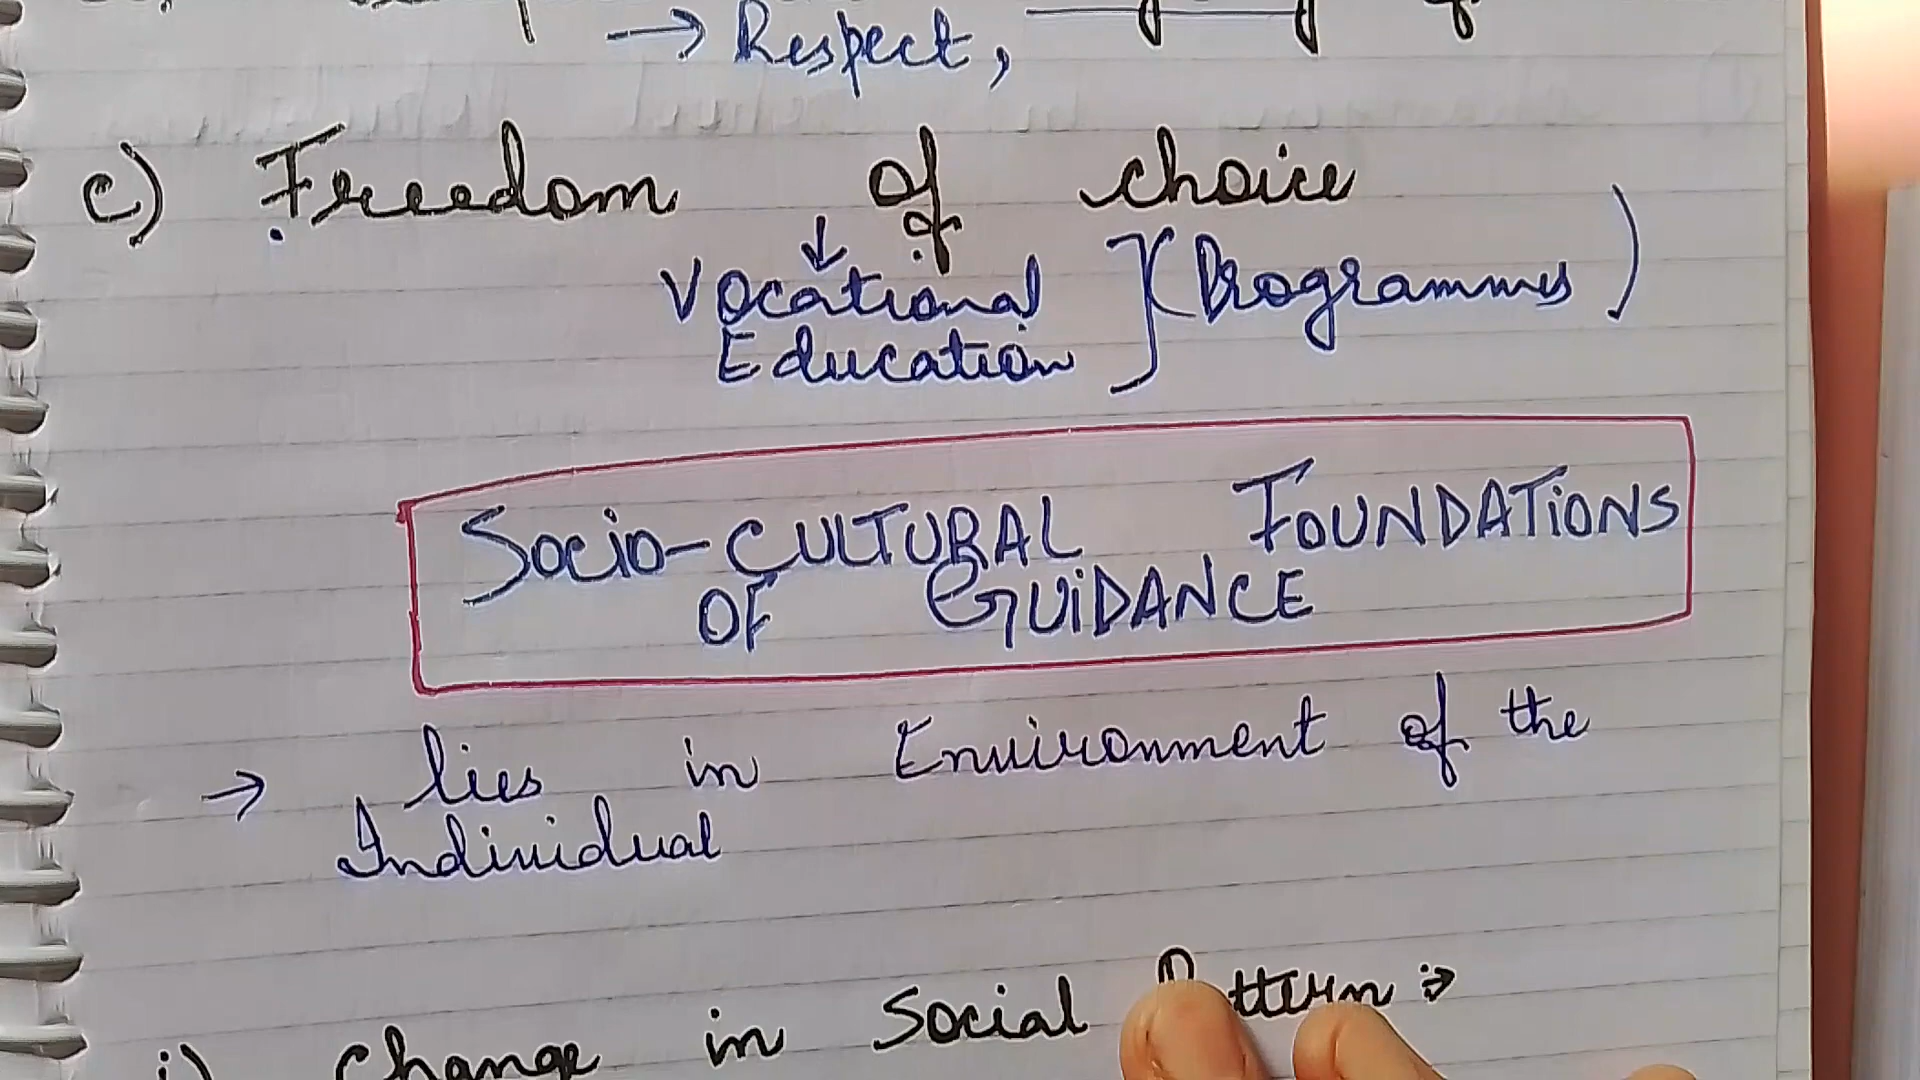 → Respect,
c) Freedom of choice
↓
Vocational
Education ] (Programmes)
SOCIO-CULTURAL FOUNDATIONS
OF GUIDANCE
→ lies in Environment of the
Individual
i) change in Social Pattern :→